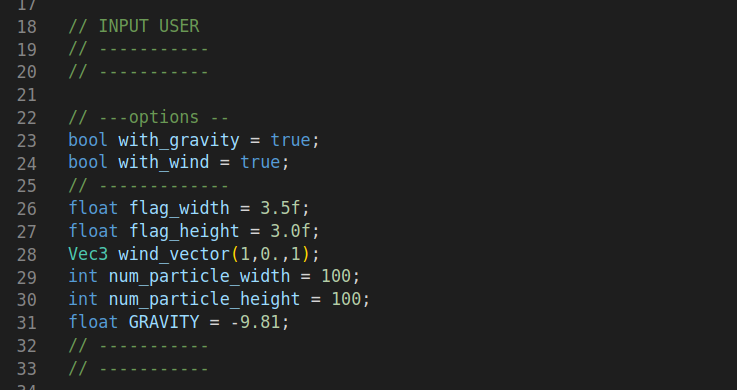 17
18 // INPUT USER
19 // -----------
20 // -----------
21
22 // ---options --
23 bool with_gravity = true;
24 bool with_wind = true;
25 // -------------
26 float flag_width = 3.5f;
27 float flag_height = 3.0f;
28 Vec3 wind_vector(1,0.,1);
29 int num_particle_width = 100;
30 int num_particle_height = 100;
31 float GRAVITY = -9.81;
32 // -----------
33 // -----------
34